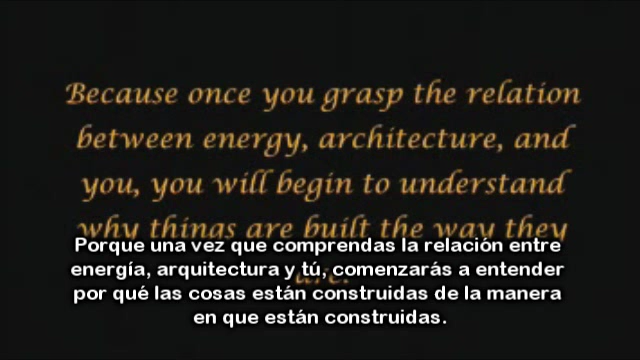 Because once you grasp the relation
between energy, architecture, and
you, you will begin to understand
why things are built the way they
are.
Porque una vez que comprendas la relación entre
energía, arquitectura y tú, comenzarás a entender
por qué las cosas están construidas de la manera
en que están construidas.